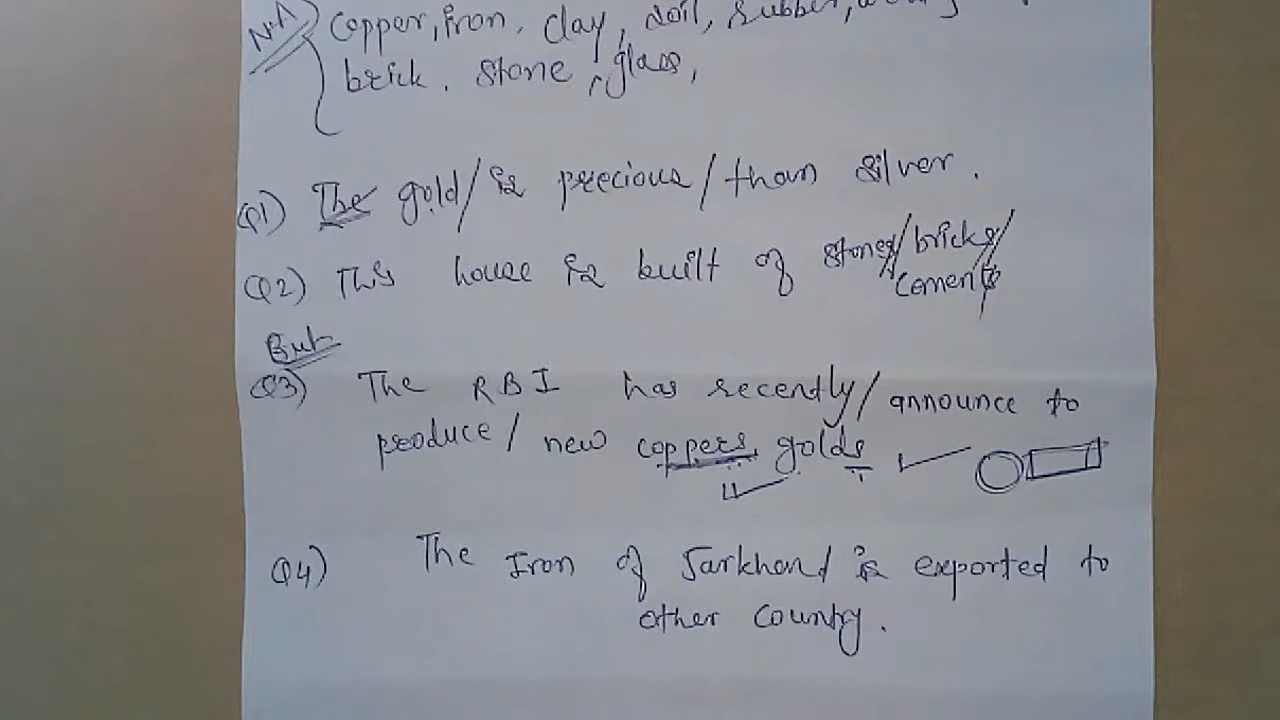 N.A
copper, iron, clay, soil, rubber,
brick. stone, glass,
Q1) The gold/is precious/than silver.
Q2) This house is built of stones/bricks/
cements
But
Q3) The RBI has recently/announce to
produce/new coppers, golds
Q4) The Iron of Jarkhand is exported to
other country.